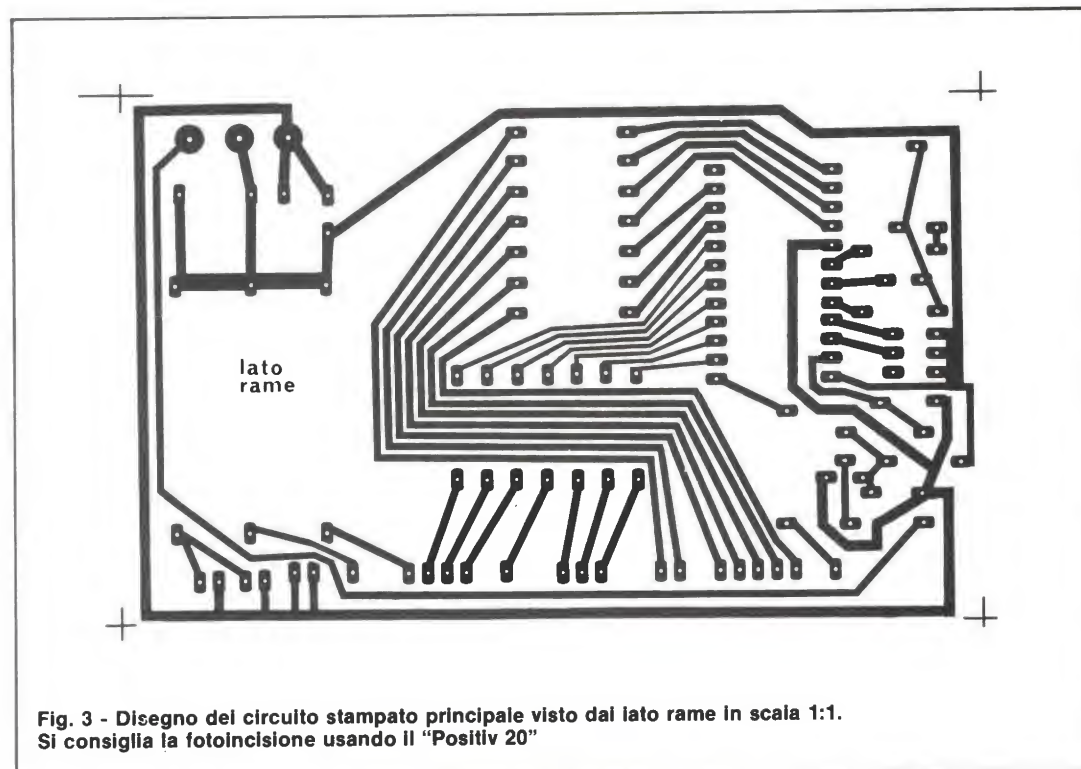 lato
rame
Fig. 3 - Disegno del circuito stampato principale visto dal lato rame in scala 1:1.
Si consiglia la fotoincisione usando il "Positiv 20"